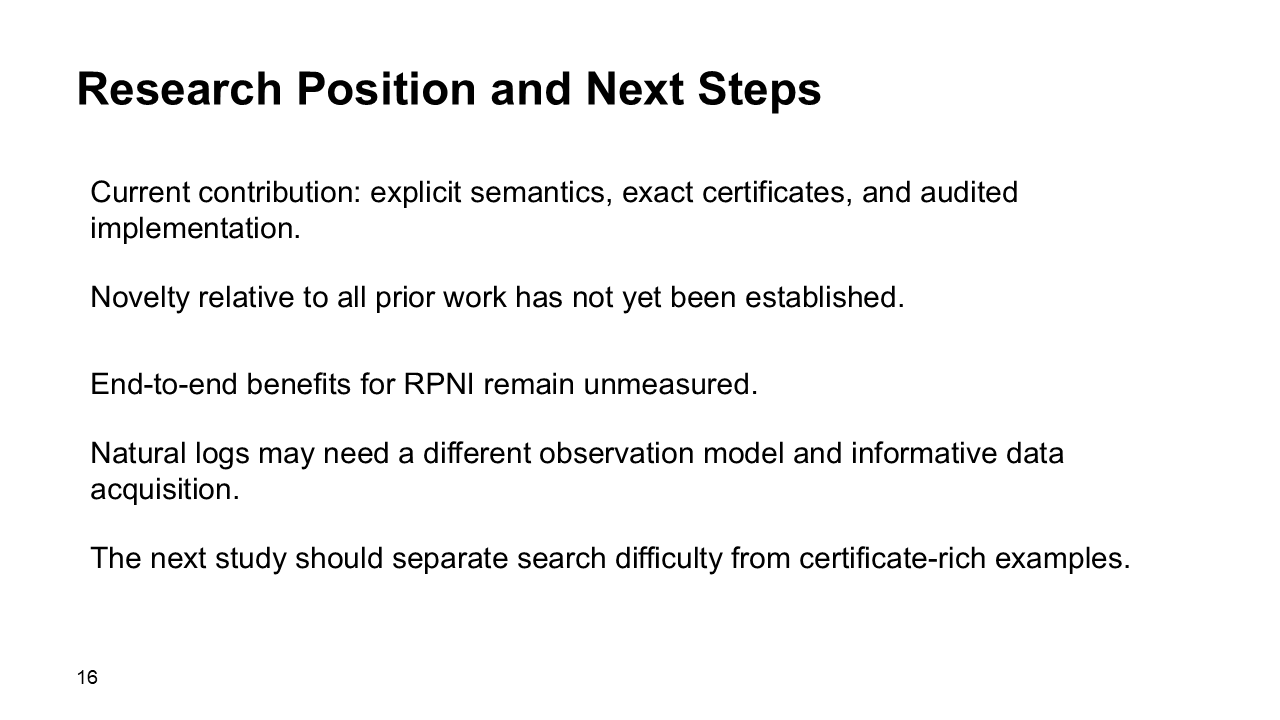 Research Position and Next Steps
Current contribution: explicit semantics, exact certificates, and audited
implementation.
Novelty relative to all prior work has not yet been established.
End-to-end benefits for RPNI remain unmeasured.
Natural logs may need a different observation model and informative data
acquisition.
The next study should separate search difficulty from certificate-rich examples.
16